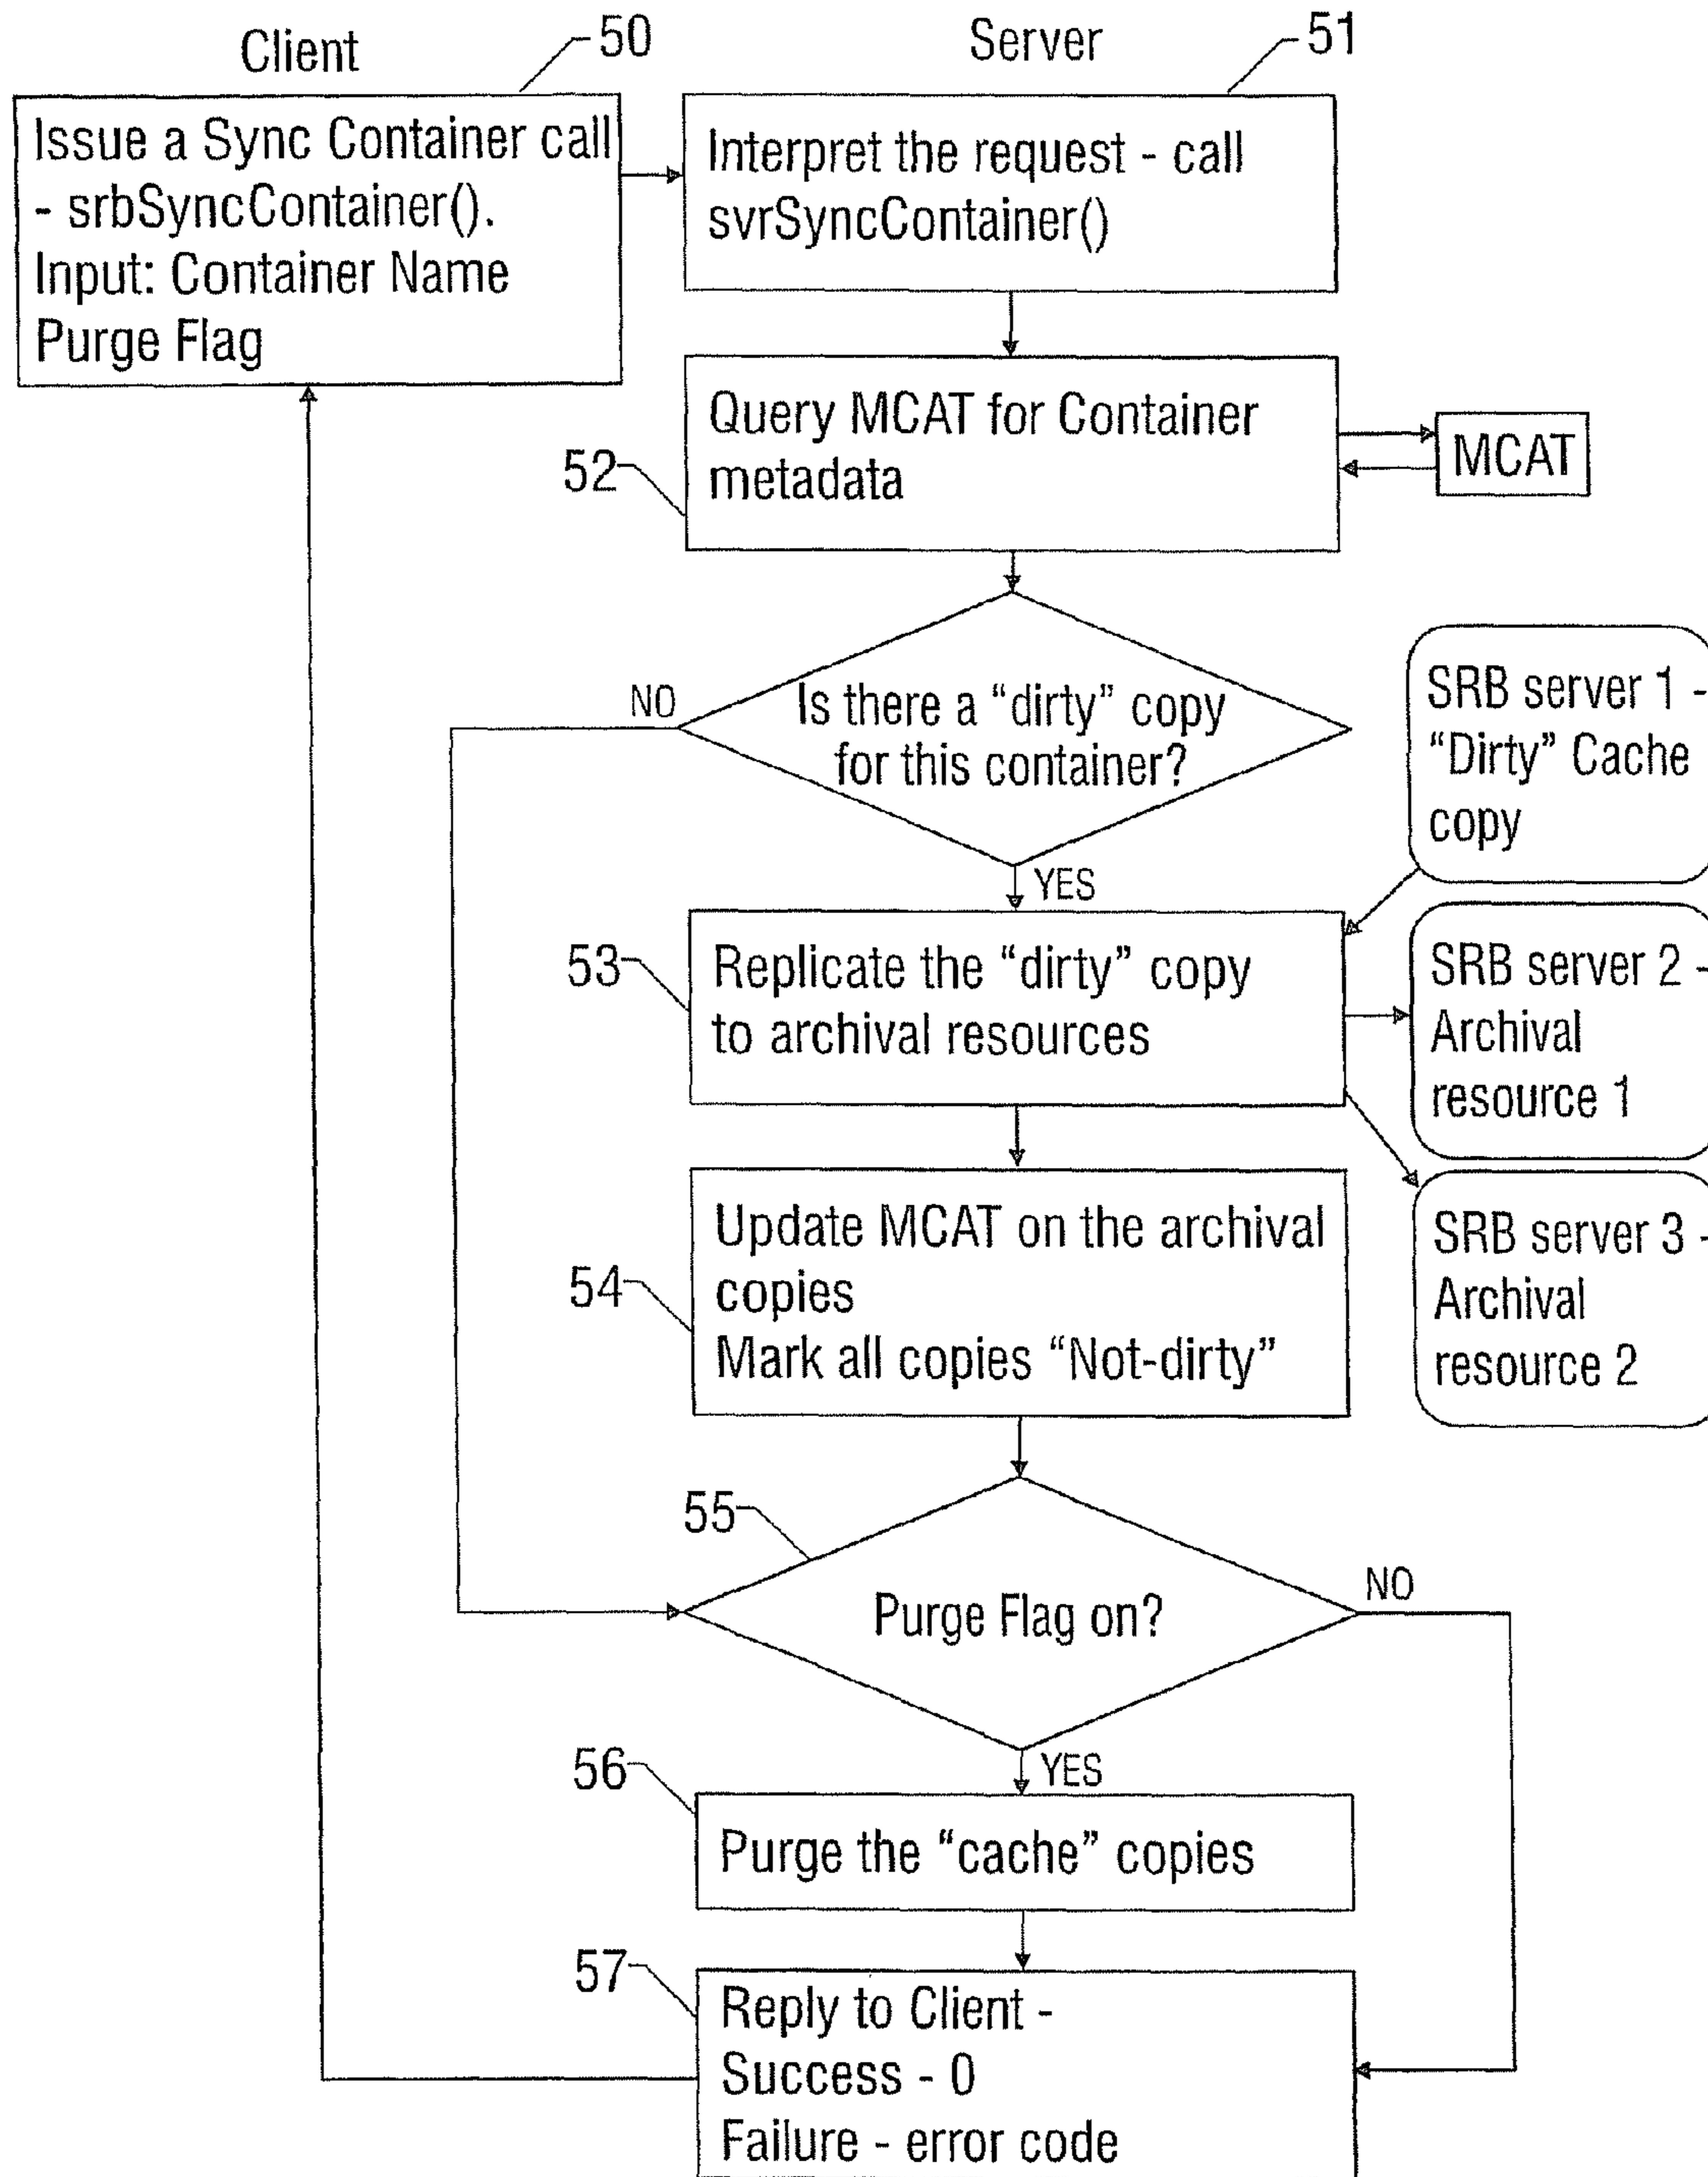 Client
50
Server
51
Issue a Sync Container call
- srbSyncContainer().
Input: Container Name
Purge Flag
Interpret the request - call
svrSyncContainer()
Query MCAT for Container
metadata
52
MCAT
NO
Is there a “dirty” copy
for this container?
YES
SRB server 1 -
“Dirty” Cache
copy
53
Replicate the “dirty” copy
to archival resources
SRB server 2 -
Archival
resource 1
54
Update MCAT on the archival
copies
Mark all copies “Not-dirty”
SRB server 3 -
Archival
resource 2
55
Purge Flag on?
NO
YES
56
Purge the “cache” copies
57
Reply to Client -
Success - 0
Failure - error code